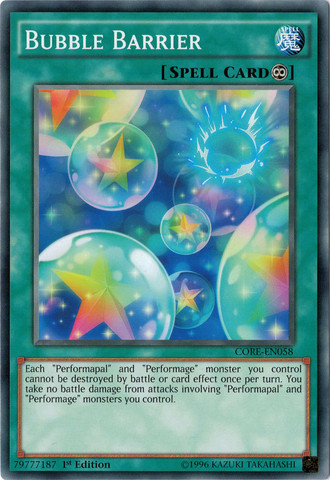 Bubble Barrier
魔
[Spell Card]
CORE-EN058
Each "Performapal" and "Performage" monster you control
cannot be destroyed by battle or card effect once per turn. You
take no battle damage from attacks involving "Performapal" and
"Performage" monsters you control.
79777187 1st Edition ©1996 KAZUKI TAKAHASHI